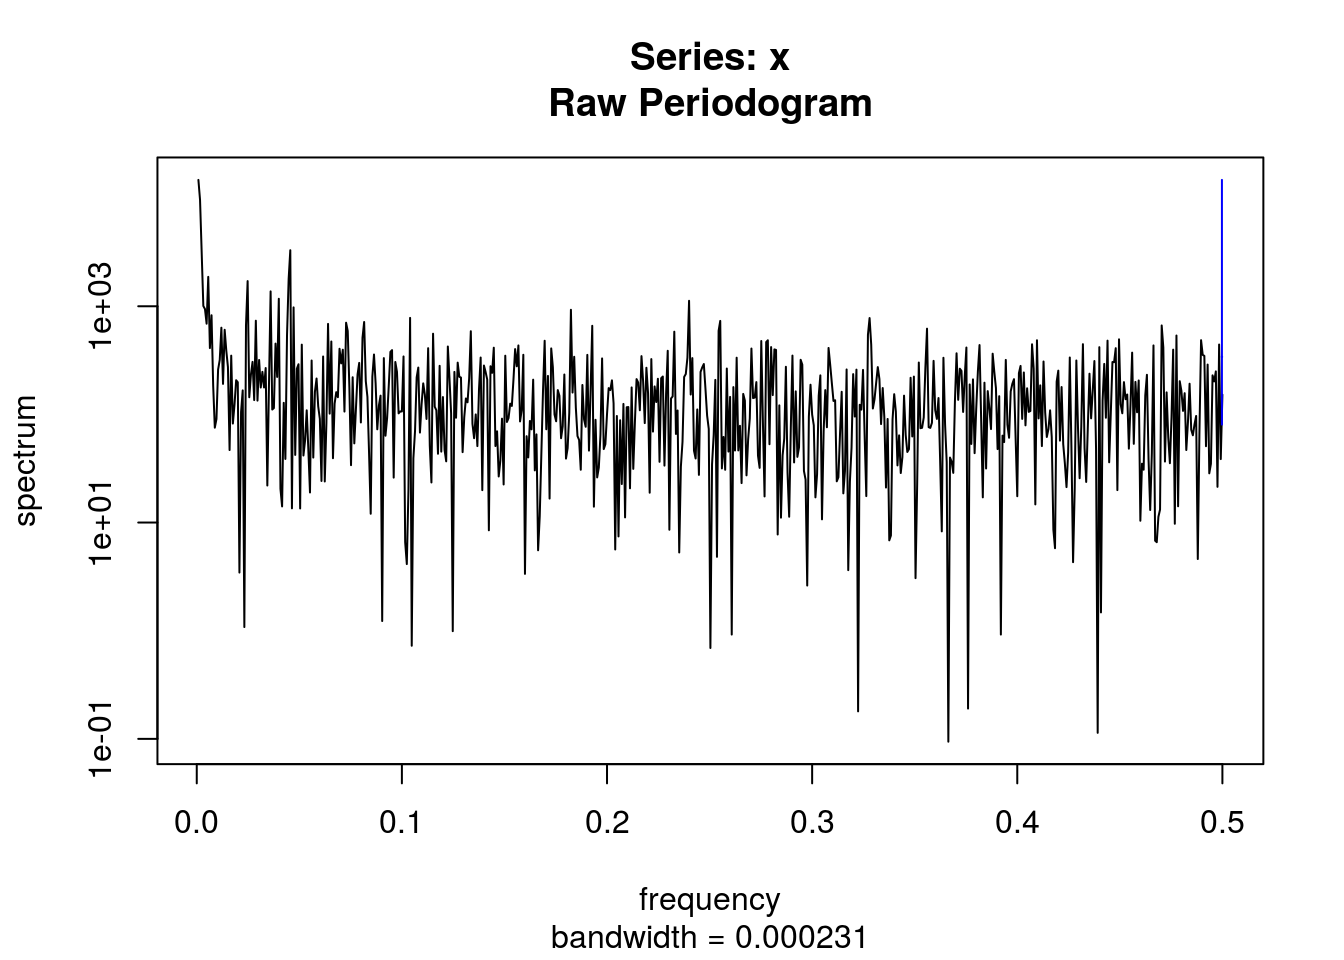 Series: x
Raw Periodogram
spectrum
1e+03
1e+01
1e-01
0.0 0.1 0.2 0.3 0.4 0.5
frequency
bandwidth = 0.000231